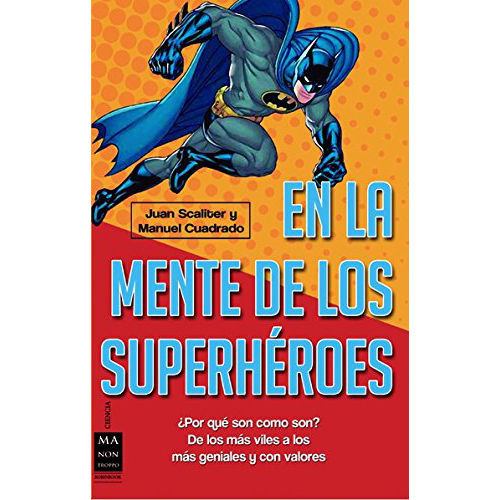 Juan Scaliter y
Manuel Cuadrado
EN LA
MENTE DE LOS
SUPERHÉROES
¿Por qué son como son?
De los más viles a los
más geniales y con valores
CIENCIA
MA
NON
TROPPO
ROBINBOOK